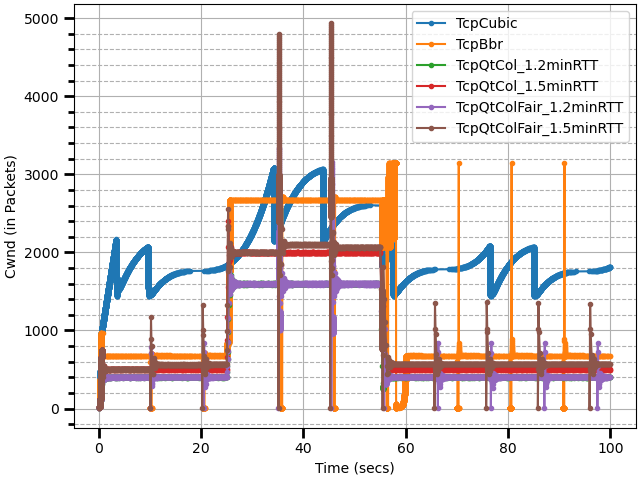 TcpCubic
TcpBbr
TcpQtCol_1.2minRTT
TcpQtCol_1.5minRTT
TcpQtColFair_1.2minRTT
TcpQtColFair_1.5minRTT
Cwnd (in Packets)
5000
4000
3000
2000
1000
0
0 20 40 60 80 100
Time (secs)